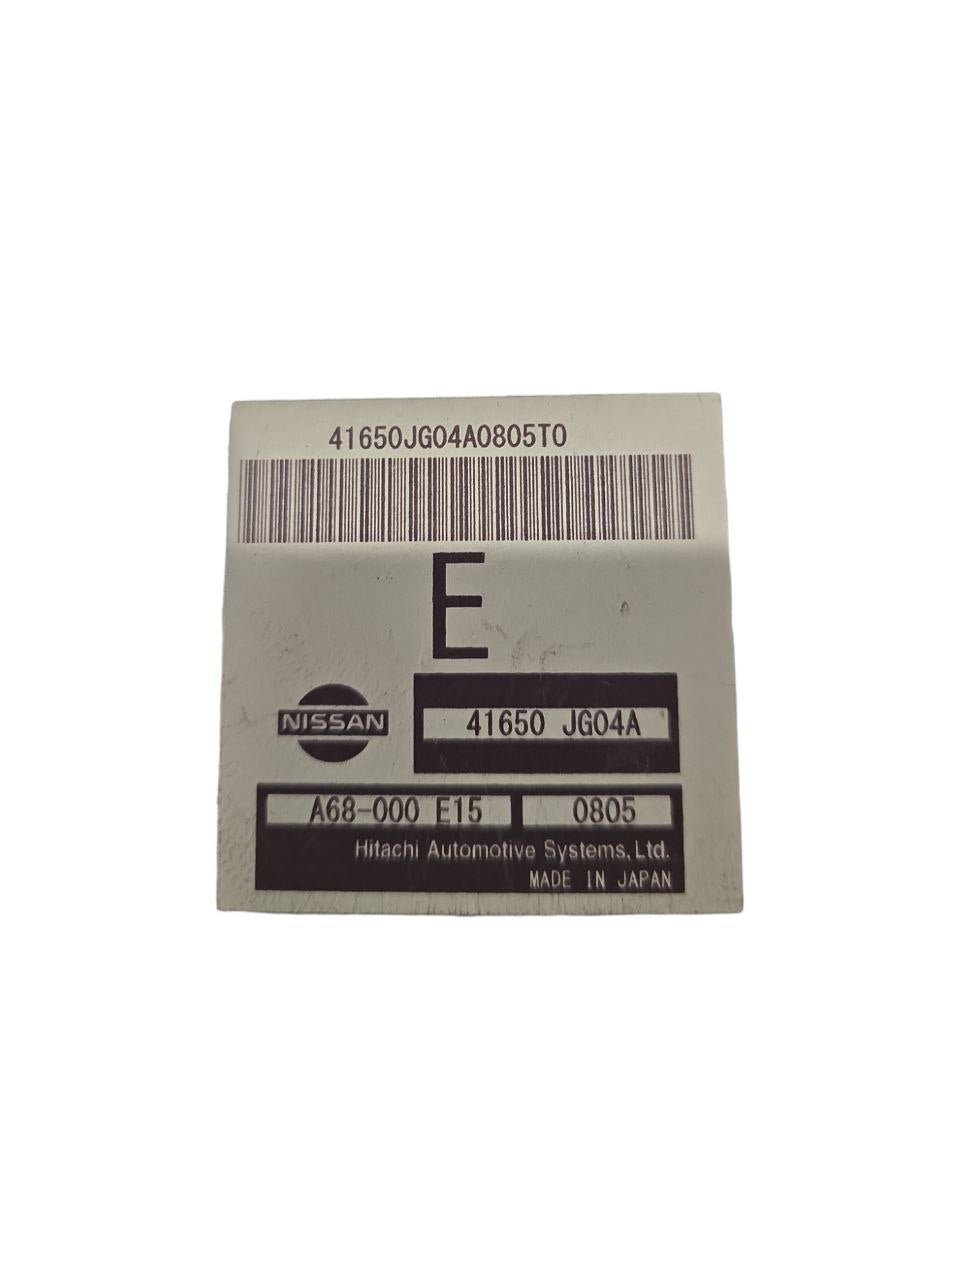 41650JG04A0805T0
E
NISSAN
41650 JG04A
A68-000 E15 0805
Hitachi Automotive Systems, Ltd.
MADE IN JAPAN